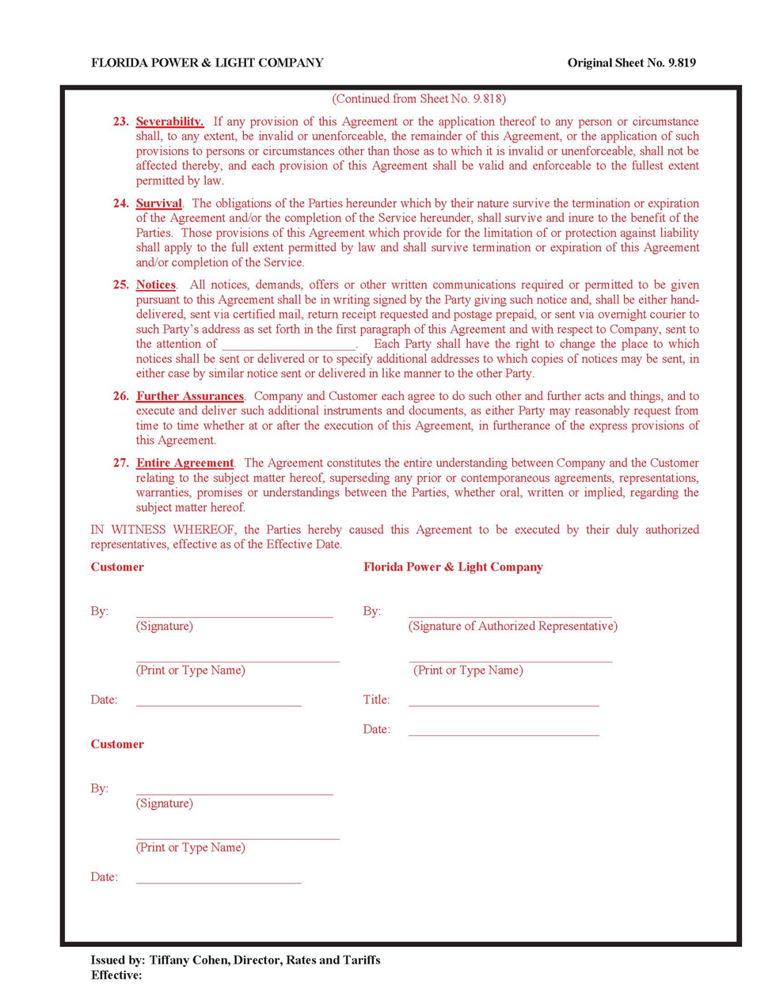 FLORIDA POWER & LIGHT COMPANY Original Sheet No. 9.819
(Continued from Sheet No. 9.818)
23. Severability. If any provision of this Agreement or the application thereof to any person or circumstance
shall, to any extent, be invalid or unenforceable, the remainder of this Agreement, or the application of such
provisions to persons or circumstances other than those as to which it is invalid or unenforceable, shall not be
affected thereby, and each provision of this Agreement shall be valid and enforceable to the fullest extent
permitted by law.
24. Survival. The obligations of the Parties hereunder which by their nature survive the termination or expiration
of the Agreement and/or the completion of the Service hereunder, shall survive and inure to the benefit of the
Parties. Those provisions of this Agreement which provide for the limitation of or protection against liability
shall apply to the full extent permitted by law and shall survive termination or expiration of this Agreement
and/or completion of the Service.
25. Notices. All notices, demands, offers or other written communications required or permitted to be given
pursuant to this Agreement shall be in writing signed by the Party giving such notice and, shall be either hand-
delivered, sent via certified mail, return receipt requested and postage prepaid, or sent via overnight courier to
such Party's address as set forth in the first paragraph of this Agreement and with respect to Company, sent to
the attention of ____________________. Each Party shall have the right to change the place to which
notices shall be sent or delivered or to specify additional addresses to which copies of notices may be sent, in
either case by similar notice sent or delivered in like manner to the other Party.
26. Further Assurances. Company and Customer each agree to do such other and further acts and things, and to
execute and deliver such additional instruments and documents, as either Party may reasonably request from
time to time whether at or after the execution of this Agreement, in furtherance of the express provisions of
this Agreement.
27. Entire Agreement. The Agreement constitutes the entire understanding between Company and the Customer
relating to the subject matter hereof, superseding any prior or contemporaneous agreements, representations,
warranties, promises or understandings between the Parties, whether oral, written or implied, regarding the
subject matter hereof.
IN WITNESS WHEREOF, the Parties hereby caused this Agreement to be executed by their duly authorized
representatives, effective as of the Effective Date.
Customer Florida Power & Light Company
By: ____________________ By: ____________________
(Signature) (Signature of Authorized Representative)
(Print or Type Name) (Print or Type Name)
Date: ____________________ Title: ____________________
Date: ____________________
Customer
By: ____________________
(Signature)
(Print or Type Name)
Date: ____________________
Issued by: Tiffany Cohen, Director, Rates and Tariffs
Effective: